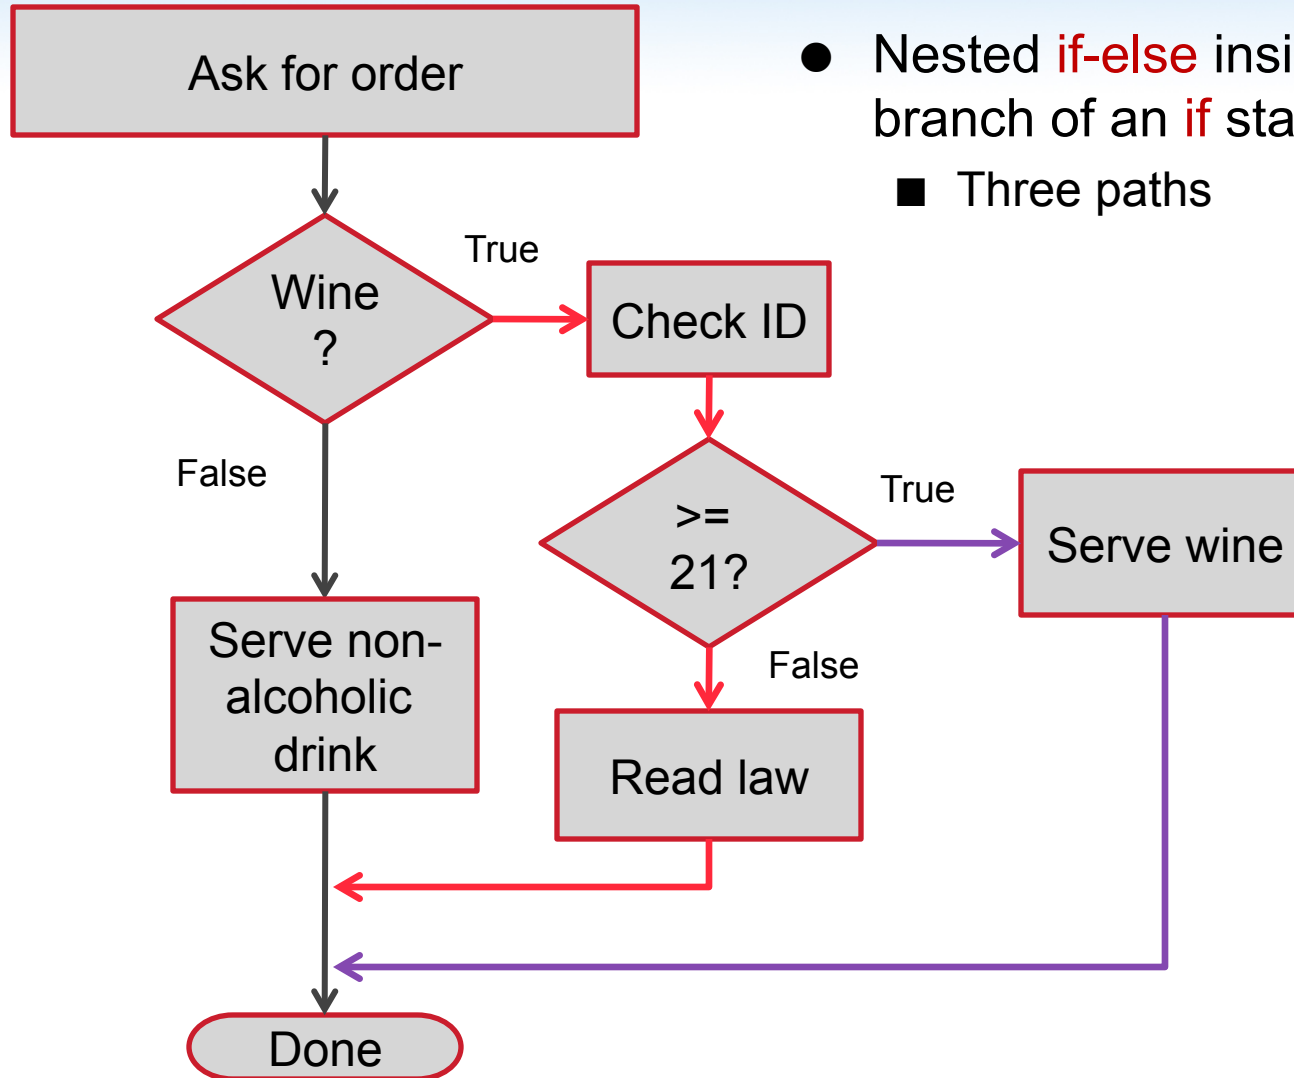 Ask for order
● Nested if-else insi
branch of an if sta
■ Three paths
True
Wine
?
Check ID
False
True
>=
21?
Serve wine
Serve non-
alcoholic
drink
False
Read law
Done